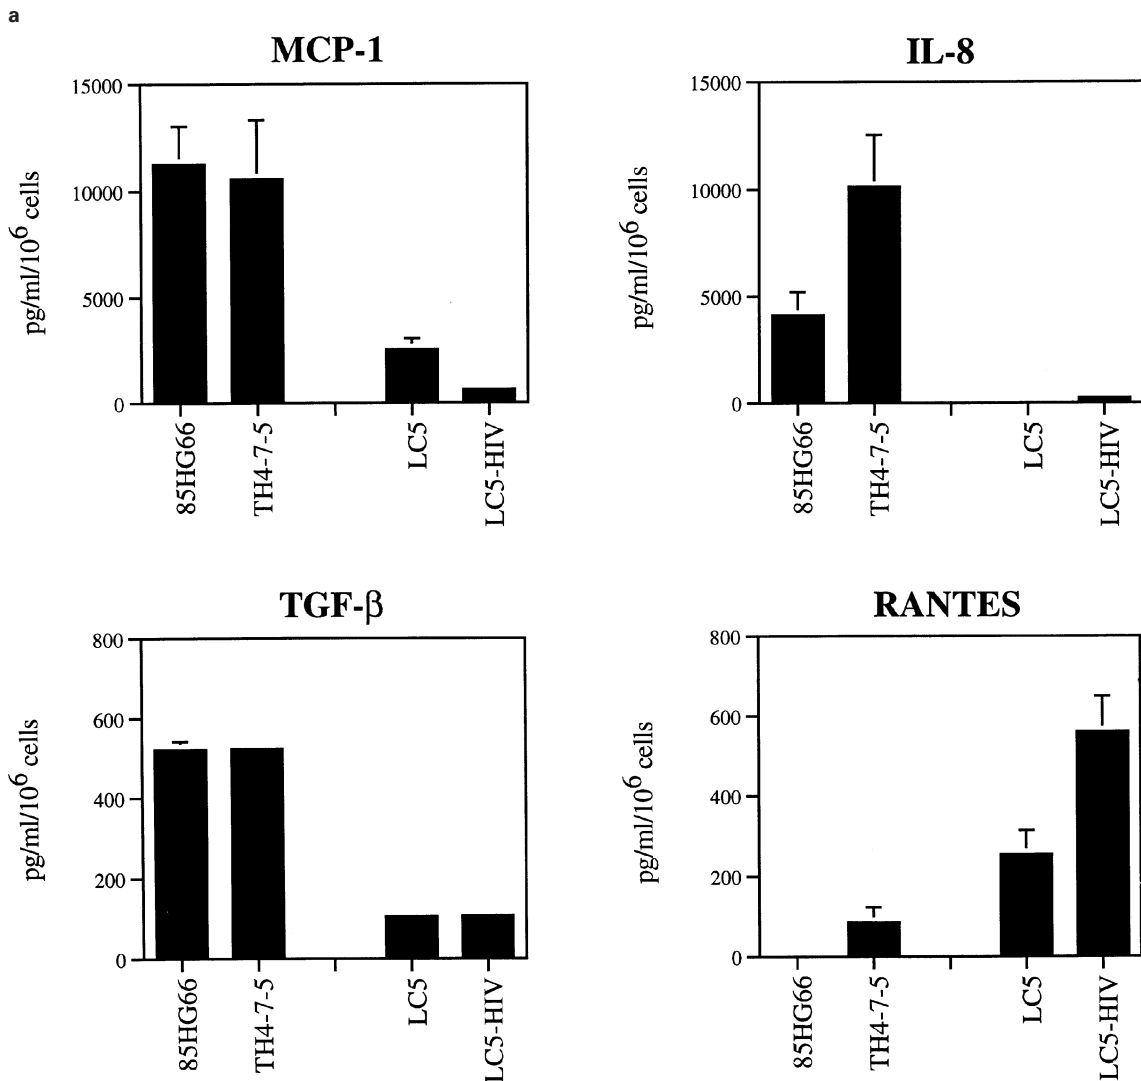 a
MCP-1
15000
10000
5000
0
pg/ml/10⁶ cells
85HG66
TH4-7-5
LC5
LC5-HIV
IL-8
15000
10000
5000
0
pg/ml/10⁶ cells
85HG66
TH4-7-5
LC5
LC5-HIV
TGF-β
800
600
400
200
0
pg/ml/10⁶ cells
85HG66
TH4-7-5
LC5
LC5-HIV
RANTES
800
600
400
200
0
pg/ml/10⁶ cells
85HG66
TH4-7-5
LC5
LC5-HIV